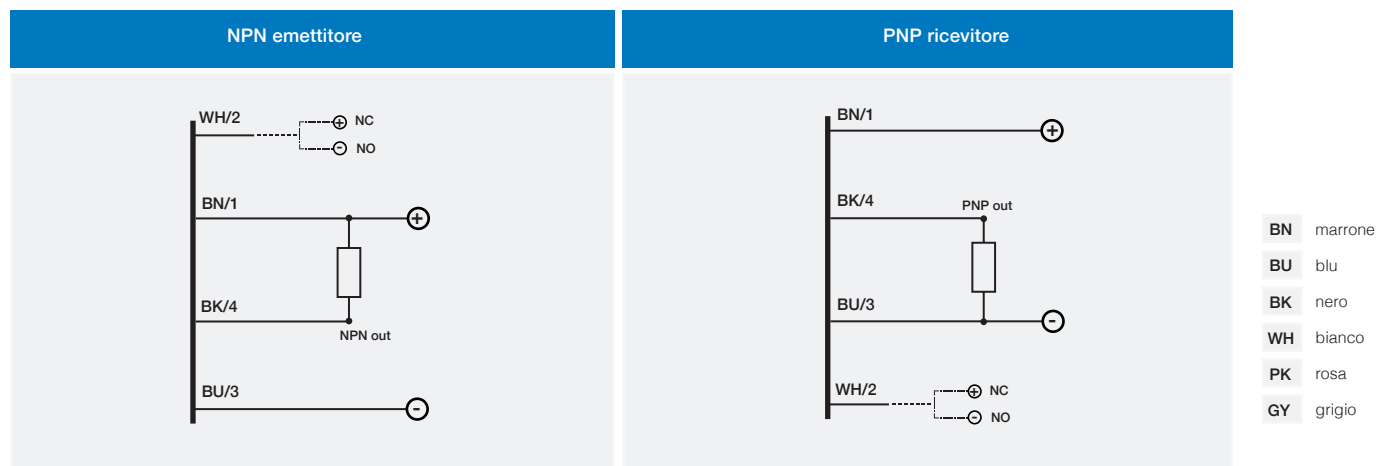 NPN emettitore
WH/2
NC
NO
BN/1
BK/4
NPN out
BU/3
PNP ricevitore
BN/1
BK/4
PNP out
BU/3
WH/2
NC
NO
BN marrone
BU blu
BK nero
WH bianco
PK rosa
GY grigio